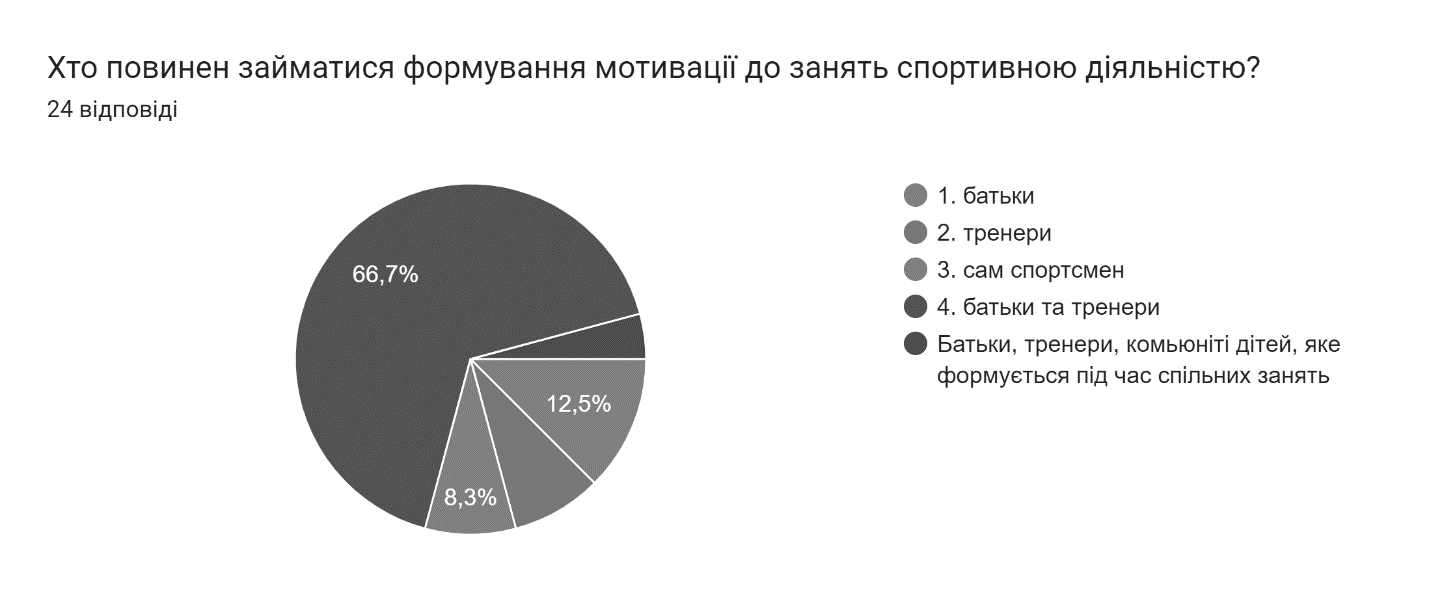 Хто повинен займатися формування мотивації до занять спортивною діяльністю?
24 відповіді
66,7%
12,5%
8,3%
1. батьки
2. тренери
3. сам спортсмен
4. батьки та тренери
Батьки, тренери, комьюніті дітей, яке
формується під час спільних занять